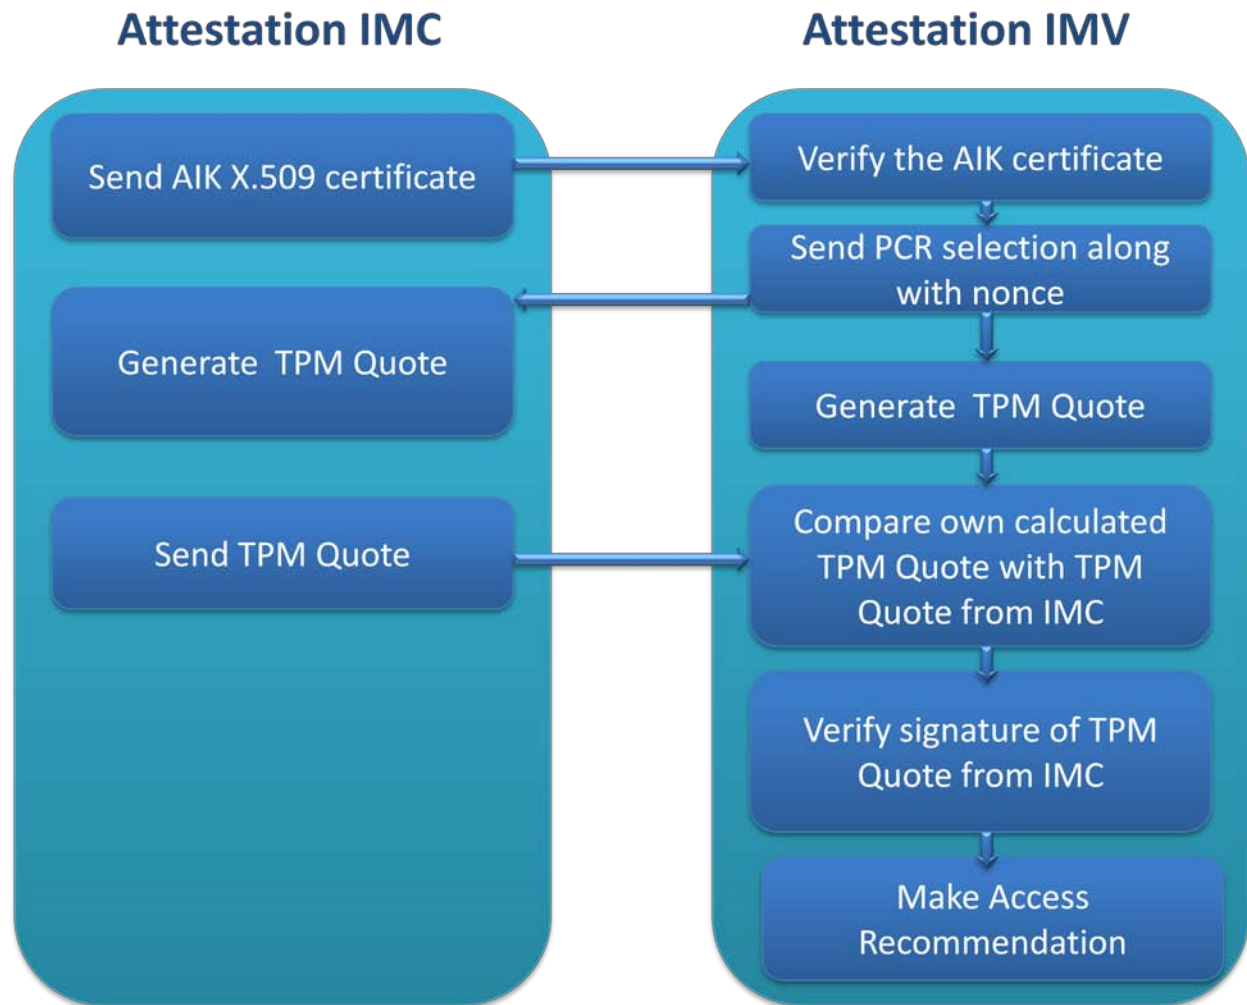 Attestation IMC
Attestation IMV
Send AIK X.509 certificate
Generate  TPM Quote
Send TPM Quote
Verify the AIK certificate
Send PCR selection along
with nonce
Generate  TPM Quote
Compare own calculated
TPM Quote with TPM
Quote from IMC
Verify signature of TPM
Quote from IMC
Make Access
Recommendation